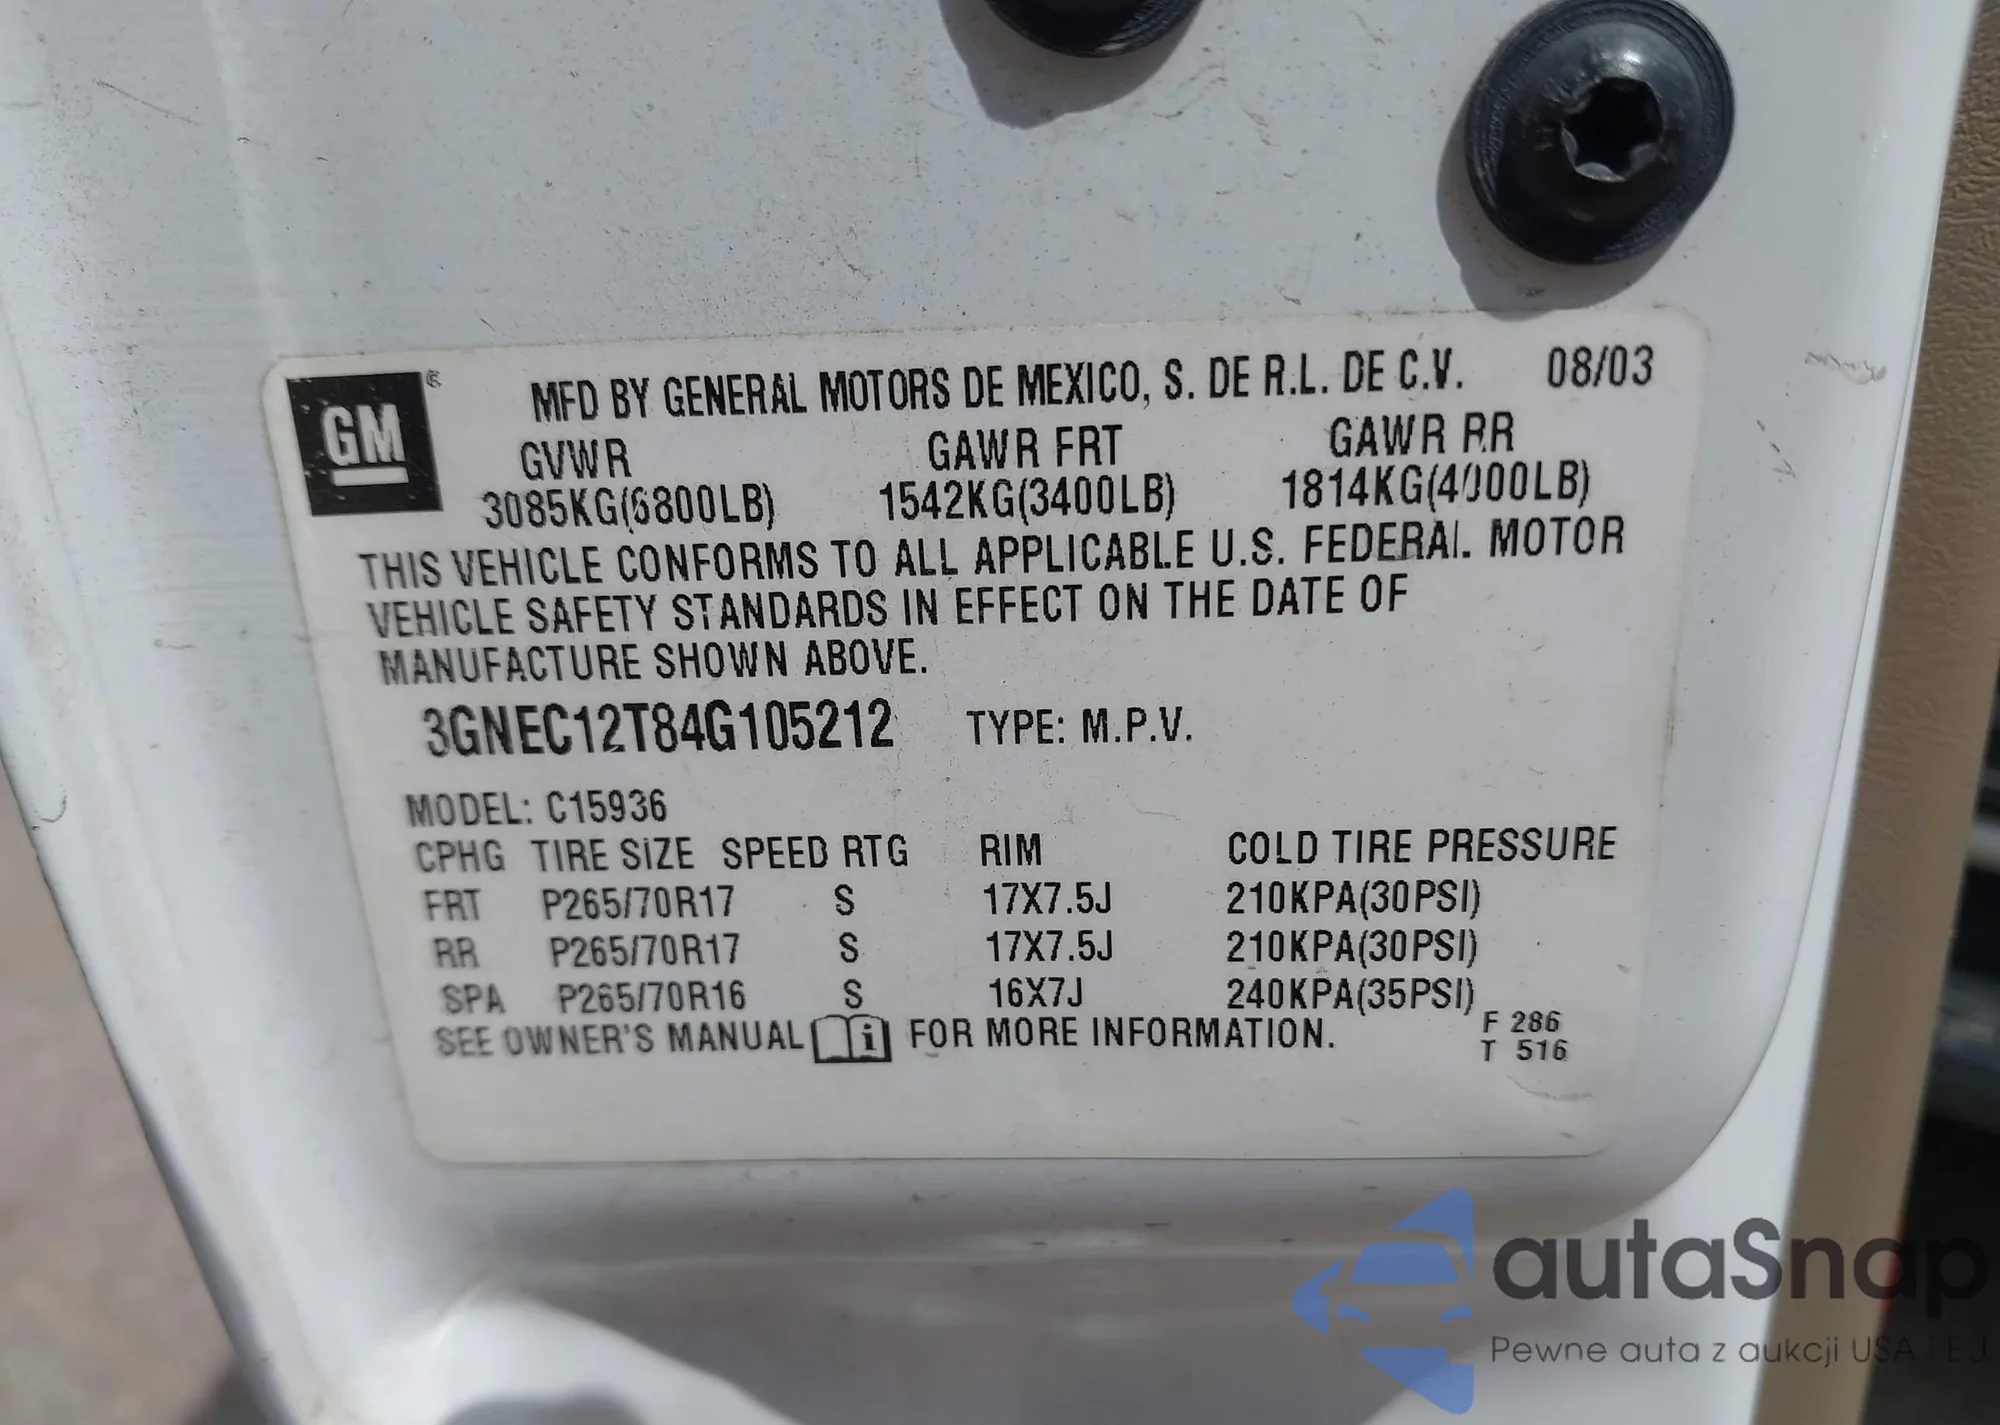 GM
MFD BY GENERAL MOTORS DE MEXICO, S. DE R.L. DE C.V. 08/03
GVWR GAWR FRT GAWR RR
3085KG(6800LB) 1542KG(3400LB) 1814KG(4000LB)
THIS VEHICLE CONFORMS TO ALL APPLICABLE U.S. FEDERAL MOTOR
VEHICLE SAFETY STANDARDS IN EFFECT ON THE DATE OF
MANUFACTURE SHOWN ABOVE.
3GNEC12T84G105212 TYPE: M.P.V.
MODEL: C15936
CPHG TIRE SIZE SPEED RTG RIM COLD TIRE PRESSURE
FRT P265/70R17 S 17X7.5J 210KPA(30PSI)
RR P265/70R17 S 17X7.5J 210KPA(30PSI)
SPA P265/70R16 S 16X7J 240KPA(35PSI)
SEE OWNER'S MANUAL i FOR MORE INFORMATION.
F 286
T 516
autaSnap
Pewne auta z aukcji USA i EU